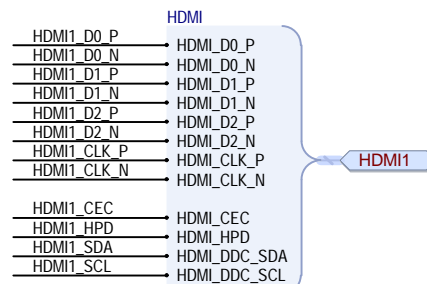 HDMI
HDMI1_D0_P HDMI_D0_P
HDMI1_D0_N HDMI_D0_N
HDMI1_D1_P HDMI_D1_P
HDMI1_D1_N HDMI_D1_N
HDMI1_D2_P HDMI_D2_P
HDMI1_D2_N HDMI_D2_N
HDMI1_CLK_P HDMI_CLK_P
HDMI1_CLK_N HDMI_CLK_N
HDMI1
HDMI1_CEC HDMI_CEC
HDMI1_HPD HDMI_HPD
HDMI1_SDA HDMI_DDC_SDA
HDMI1_SCL HDMI_DDC_SCL